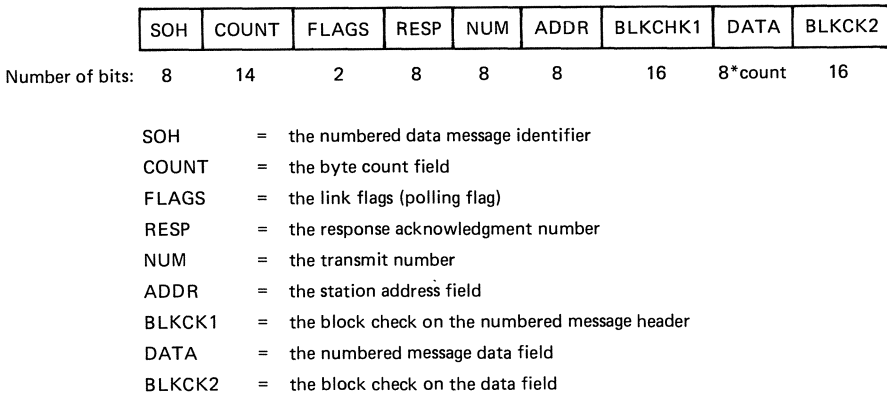 SOH COUNT FLAGS RESP NUM ADDR BLKCHK1 DATA BLKCK2
Number of bits: 8 14 2 8 8 8 16 8*count 16
SOH = the numbered data message identifier
COUNT = the byte count field
FLAGS = the link flags (polling flag)
RESP = the response acknowledgment number
NUM = the transmit number
ADDR = the station address field
BLKCK1 = the block check on the numbered message header
DATA = the numbered message data field
BLKCK2 = the block check on the data field